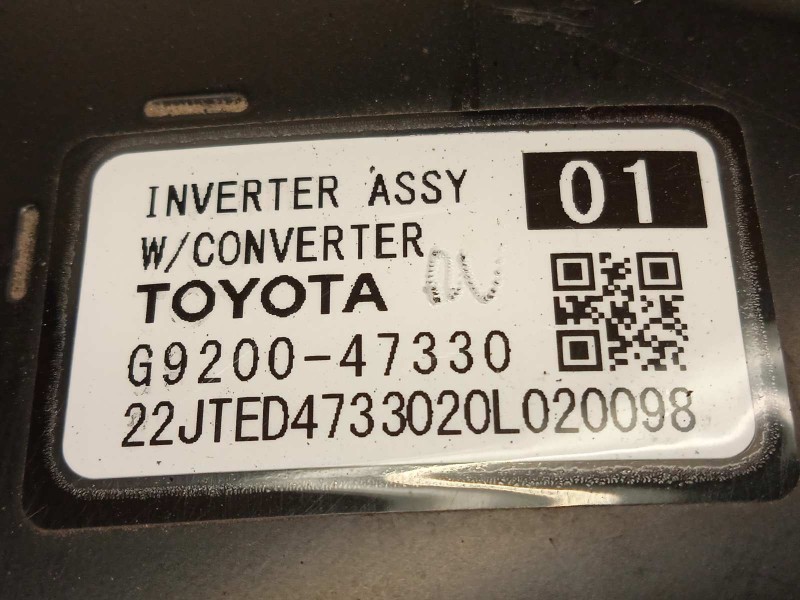 INVERTER ASSY 01
W/CONVERTER
TOYOTA
G9200-47330
22JTED4733020L020098